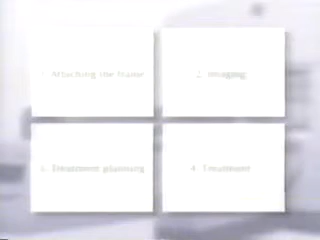 1. Attaching the frame
2. Imaging
3. Treatment planning
4. Treatment